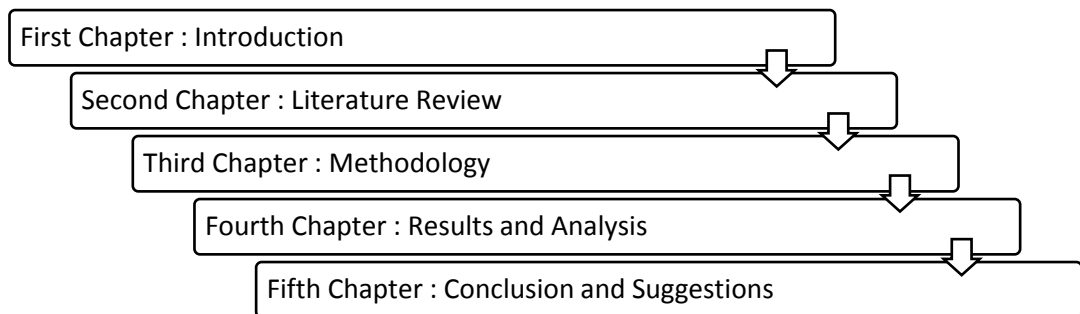 First Chapter : Introduction
Second Chapter : Literature Review
Third Chapter : Methodology
Fourth Chapter : Results and Analysis
Fifth Chapter : Conclusion and Suggestions